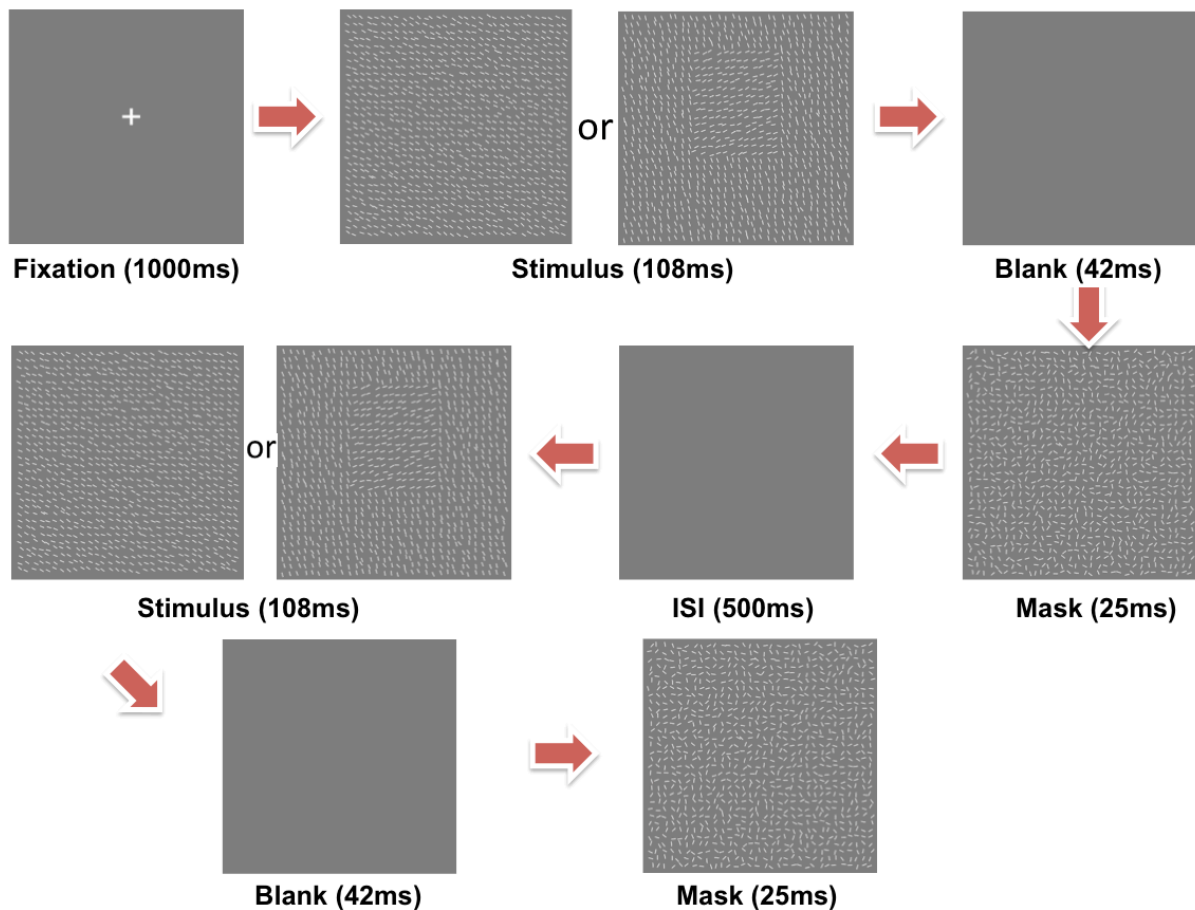 Fixation (1000ms)
or
Stimulus (108ms)
Blank (42ms)
Mask (25ms)
ISI (500ms)
or
Stimulus (108ms)
Blank (42ms)
Mask (25ms)